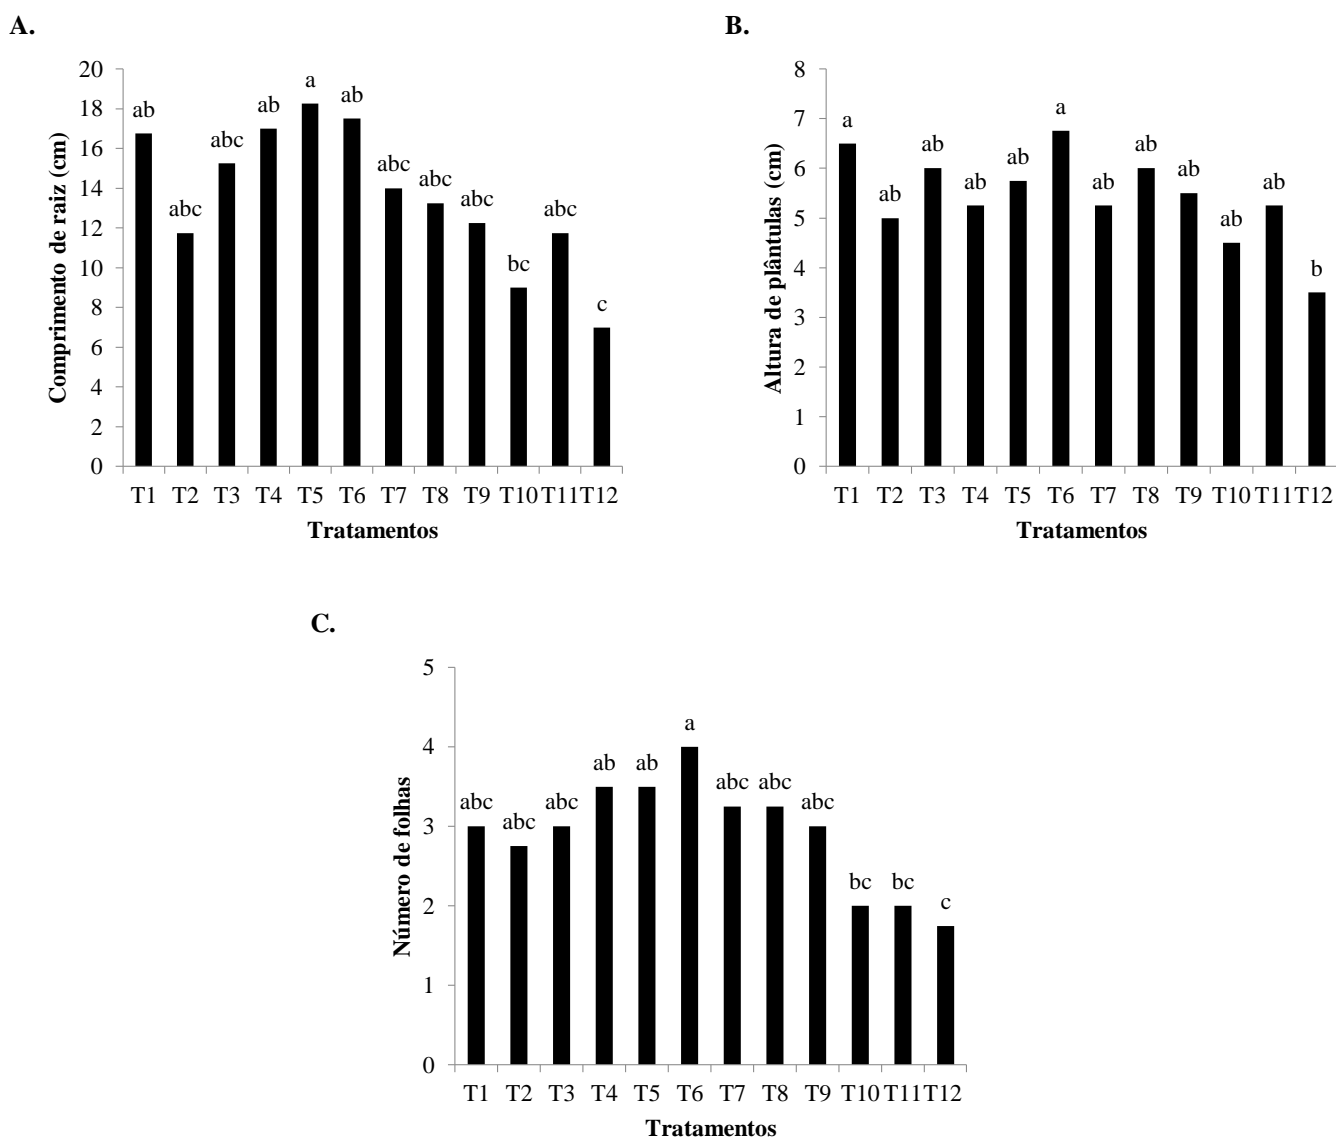 A.
Comprimento de raiz (cm)
20
18
16
14
12
10
8
6
4
2
0
ab
abc
abc
ab
a
ab
abc
abc
abc
bc
abc
c
T1 T2 T3 T4 T5 T6 T7 T8 T9 T10 T11 T12
Tratamentos
B.
Altura de plântulas (cm)
8
7
6
5
4
3
2
1
0
a
ab
ab
ab
ab
a
ab
ab
ab
ab
ab
b
T1 T2 T3 T4 T5 T6 T7 T8 T9 T10 T11 T12
Tratamentos
C.
Número de folhas
5
4
3
2
1
0
abc
abc
abc
ab
ab
a
abc
abc
abc
bc
bc
c
T1 T2 T3 T4 T5 T6 T7 T8 T9 T10 T11 T12
Tratamentos